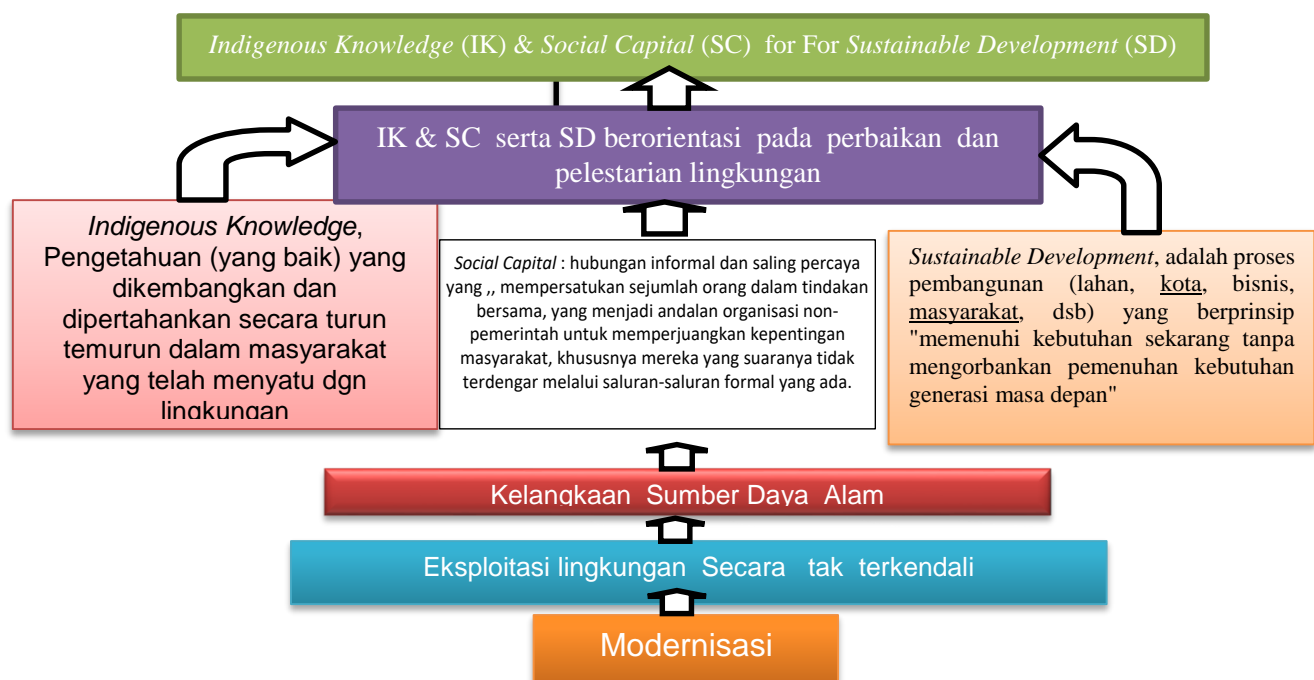 Indigenous Knowledge (IK) & Social Capital (SC) for For Sustainable Development (SD)
IK & SC serta SD berorientasi pada perbaikan dan
pelestarian lingkungan
Indigenous Knowledge,
Pengetahuan (yang baik) yang
dikembangkan dan
dipertahankan secara turun
temurun dalam masyarakat
yang telah menyatu dgn
lingkungan
Social Capital : hubungan informal dan saling percaya
yang ,, mempersatukan sejumlah orang dalam tindakan
bersama, yang menjadi andalan organisasi non-
pemerintah untuk memperjuangkan kepentingan
masyarakat, khususnya mereka yang suaranya tidak
terdengar melalui saluran-saluran formal yang ada.
Sustainable Development, adalah proses
pembangunan (lahan, kota, bisnis,
masyarakat, dsb) yang berprinsip
"memenuhi kebutuhan sekarang tanpa
mengorbankan pemenuhan kebutuhan
generasi masa depan"
Kelangkaan Sumber Daya Alam
Eksploitasi lingkungan Secara tak terkendali
Modernisasi